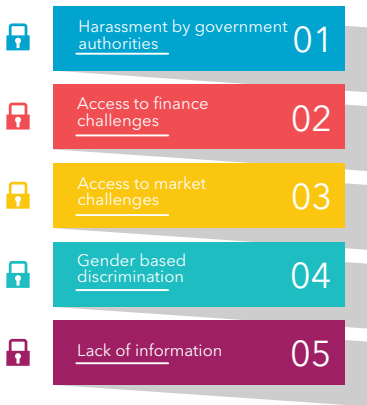 Harassment by government
authorities
01
Access to finance
challenges
02
Access to market
challenges
03
Gender based
discrimination
04
Lack of information
05